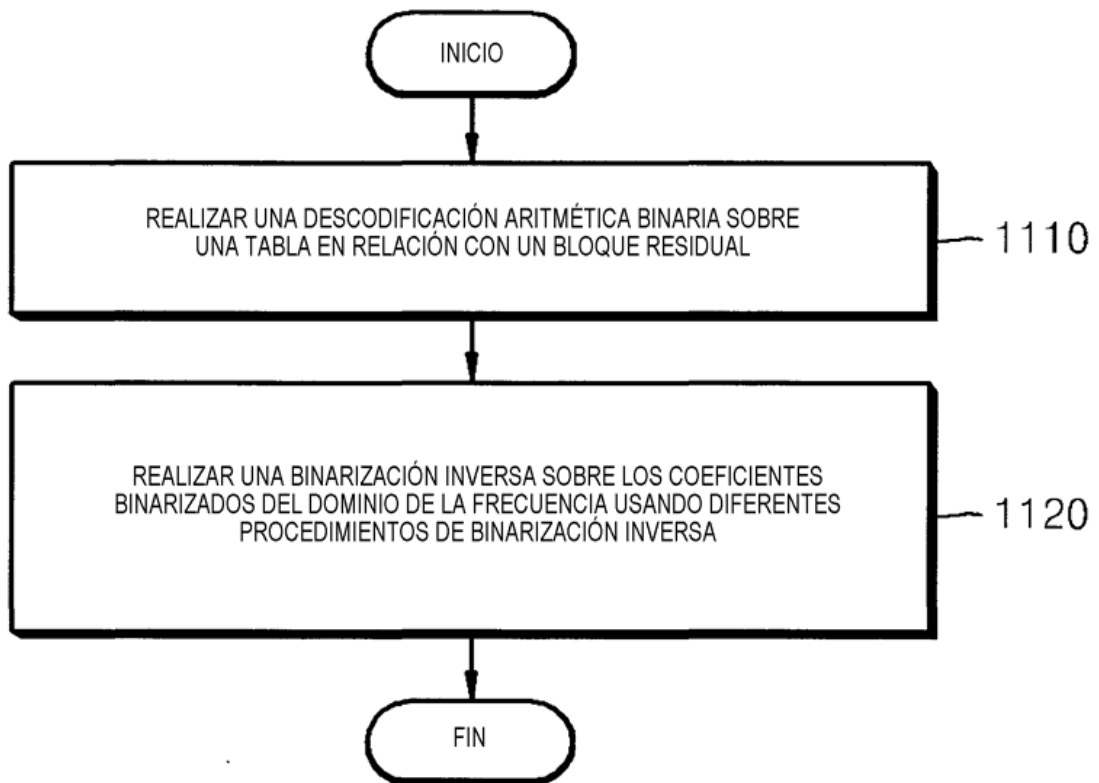 INICIO
REALIZAR UNA DESCODIFICACIÓN ARITMÉTICA BINARIA SOBRE
UNA TABLA EN RELACIÓN CON UN BLOQUE RESIDUAL
1110
REALIZAR UNA BINARIZACIÓN INVERSA SOBRE LOS COEFICIENTES
BINARIZADOS DEL DOMINIO DE LA FRECUENCIA USANDO DIFERENTES
PROCEDIMIENTOS DE BINARIZACIÓN INVERSA
1120
FIN